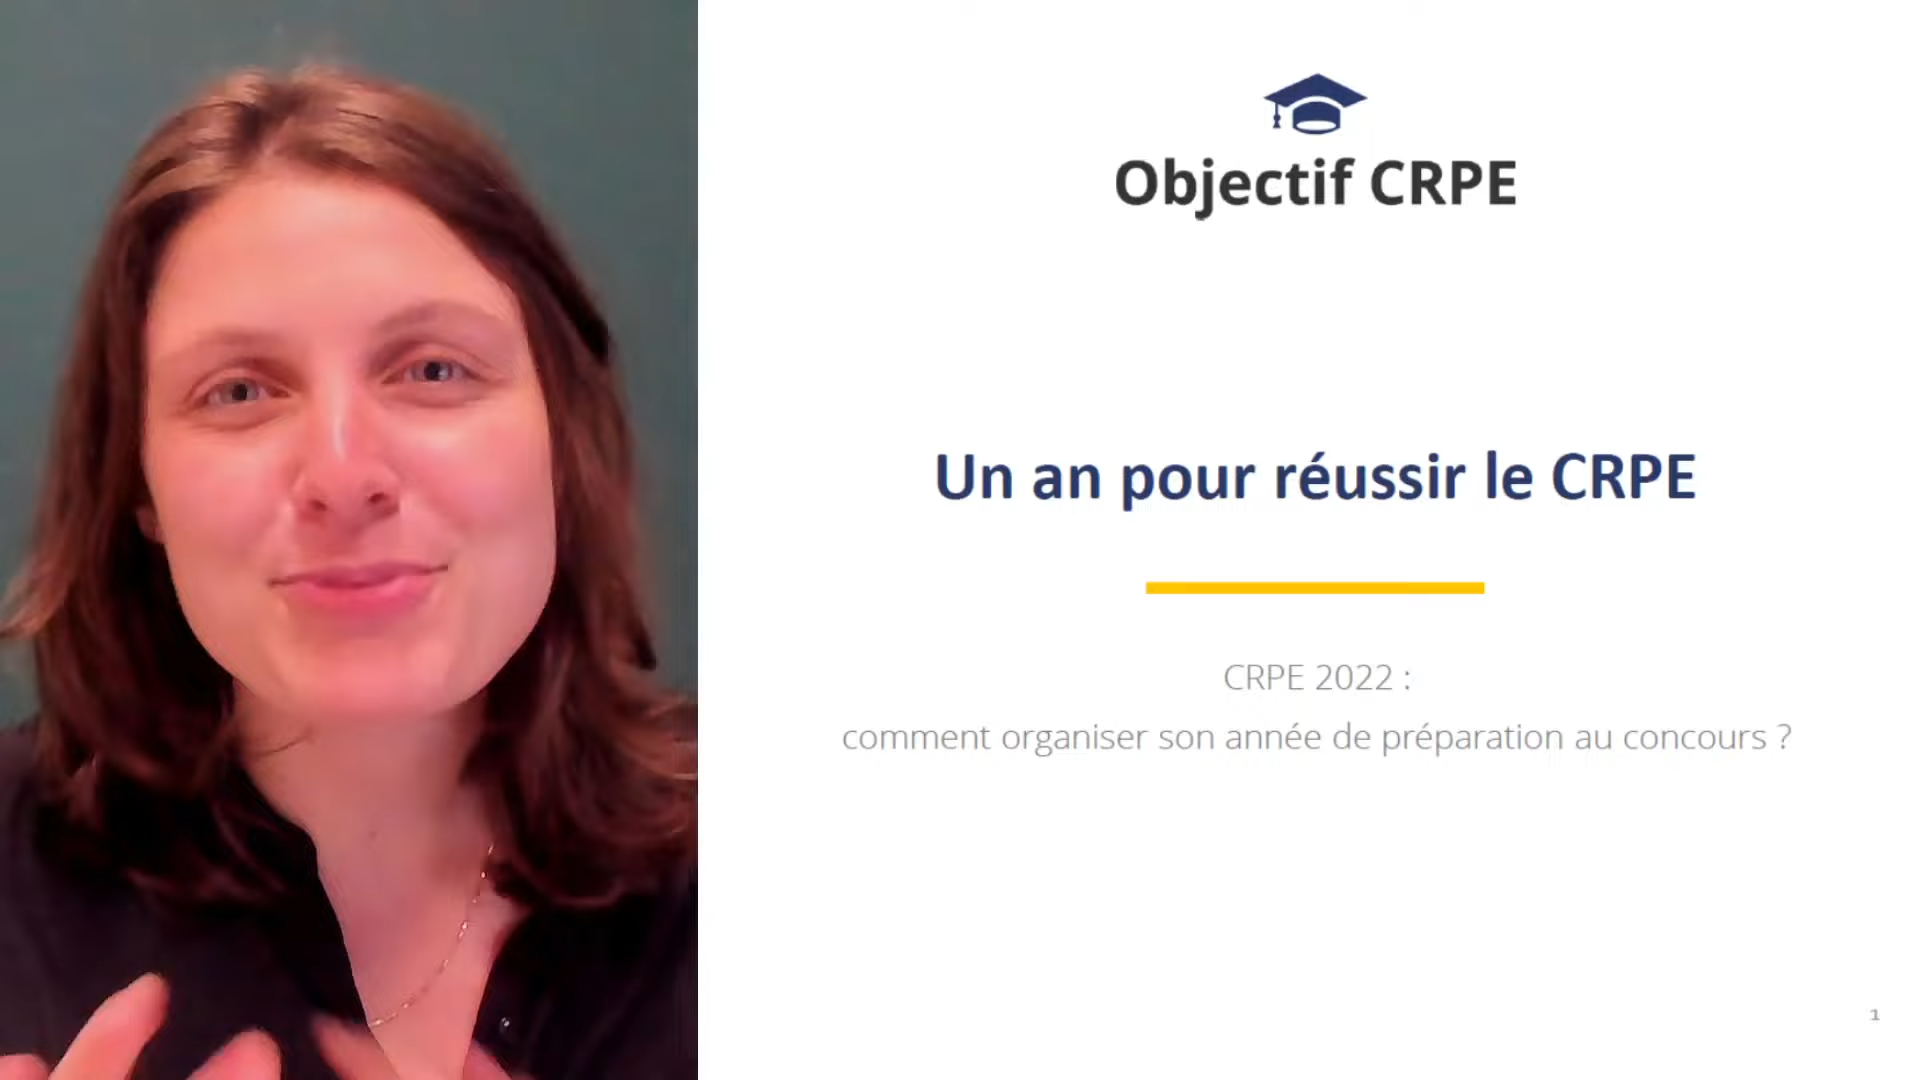 Objectif CRPE
Un an pour réussir le CRPE
CRPE 2022 :
comment organiser son année de préparation au concours ?
1